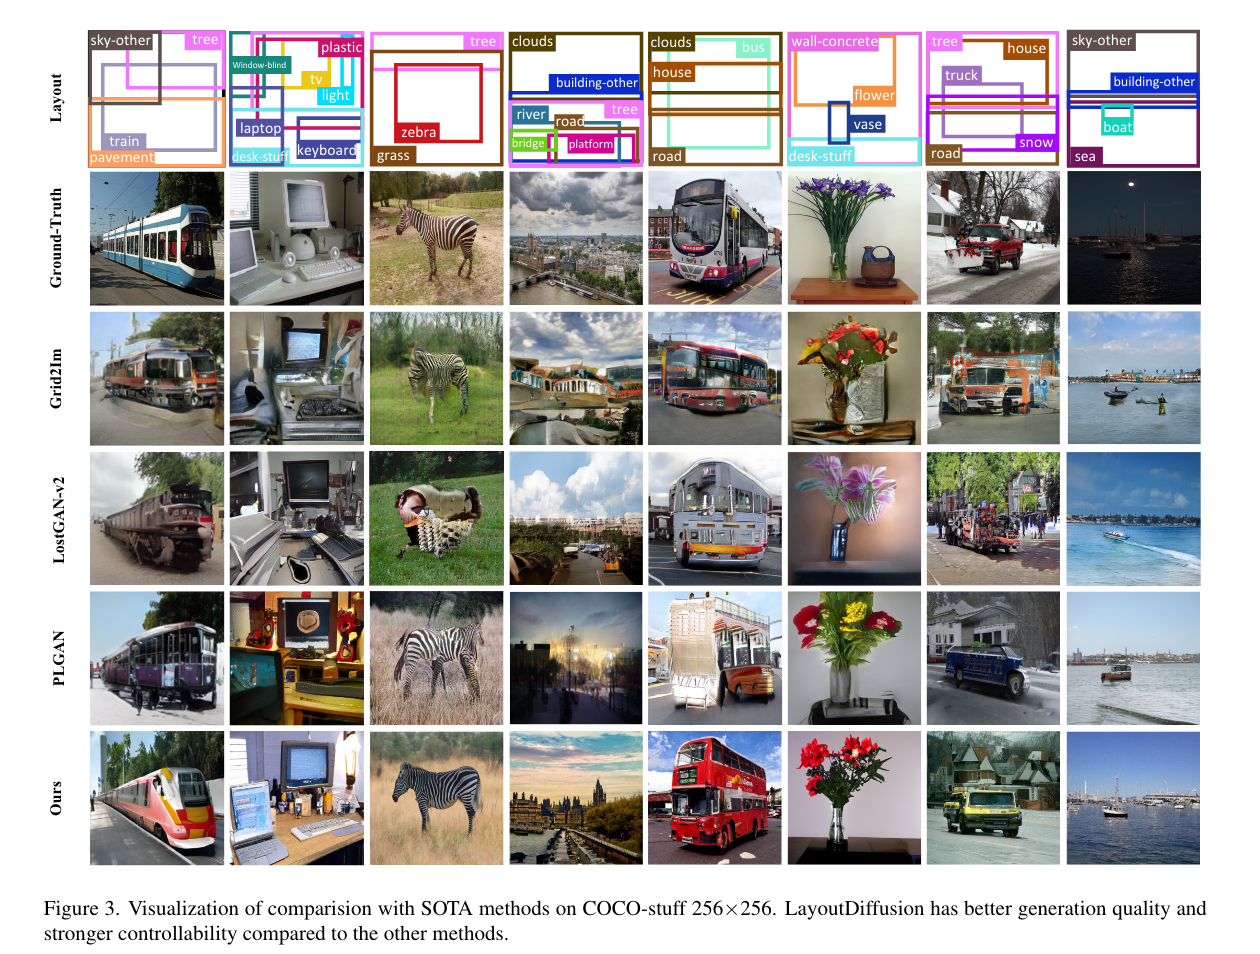 Layout
sky-other
tree
train
pavement
Window-blind
plastic
tv
light
laptop
desk-stuff
keyboard
tree
zebra
grass
clouds
building-other
river
road
tree
bridge
platform
clouds
bus
house
road
wall-concrete
flower
vase
desk-stuff
tree
house
truck
snow
road
sky-other
building-other
boat
sea
Ground-Truth
Grid2Im
LostGAN-v2
PLGAN
Ours
Figure 3. Visualization of comparision with SOTA methods on COCO-stuff 256×256. LayoutDiffusion has better generation quality and
stronger controllability compared to the other methods.